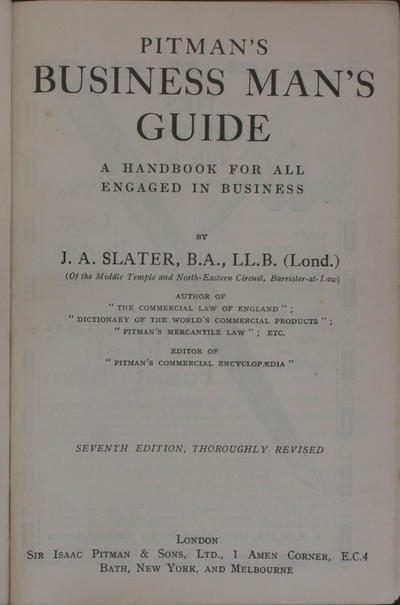 PITMAN'S
BUSINESS MAN'S
GUIDE
A HANDBOOK FOR ALL
ENGAGED IN BUSINESS
BY
J. A. SLATER, B.A., LL.B. (Lond.)
(Of the Middle Temple and North-Eastern Circuit, Barrister-at-Law)
AUTHOR OF
"THE COMMERCIAL LAW OF ENGLAND";
"DICTIONARY OF THE WORLD'S COMMERCIAL PRODUCTS";
"PITMAN'S MERCANTILE LAW"; ETC.
EDITOR OF
"PITMAN'S COMMERCIAL ENCYCLOPÆDIA"
SEVENTH EDITION, THOROUGHLY REVISED
LONDON
SIR ISAAC PITMAN & SONS, LTD., 1 AMEN CORNER, E.C.4
BATH, NEW YORK, AND MELBOURNE